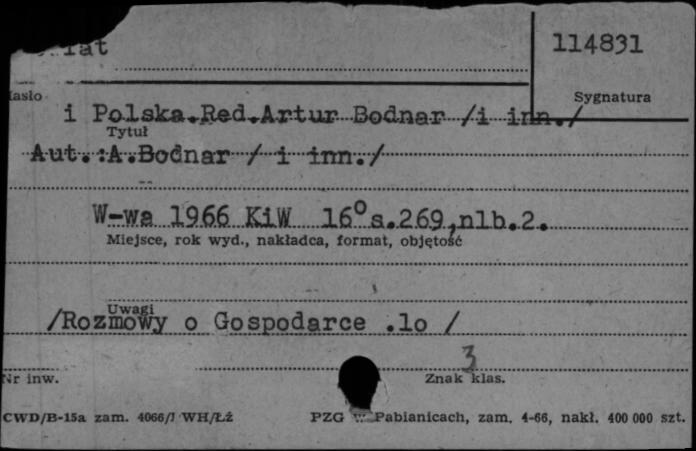 114831
Sygnatura
i Polska.Red.Artur Bodnar /i inn./
Tytuł
Aut.:A.Bodnar / i inn./
W-wa 1966 KiW 16° s.269,nlb.2.
Miejsce, rok wyd., nakładca, format, objętość
Uwagi
/Rozmowy o Gospodarce .lo /
3
Nr inw.
Znak klas.
CWD/B-15a zam. 4066/J WH/ŁŻ
PZG w Pabianicach, zam. 4-66, nakł. 400 000 szt.